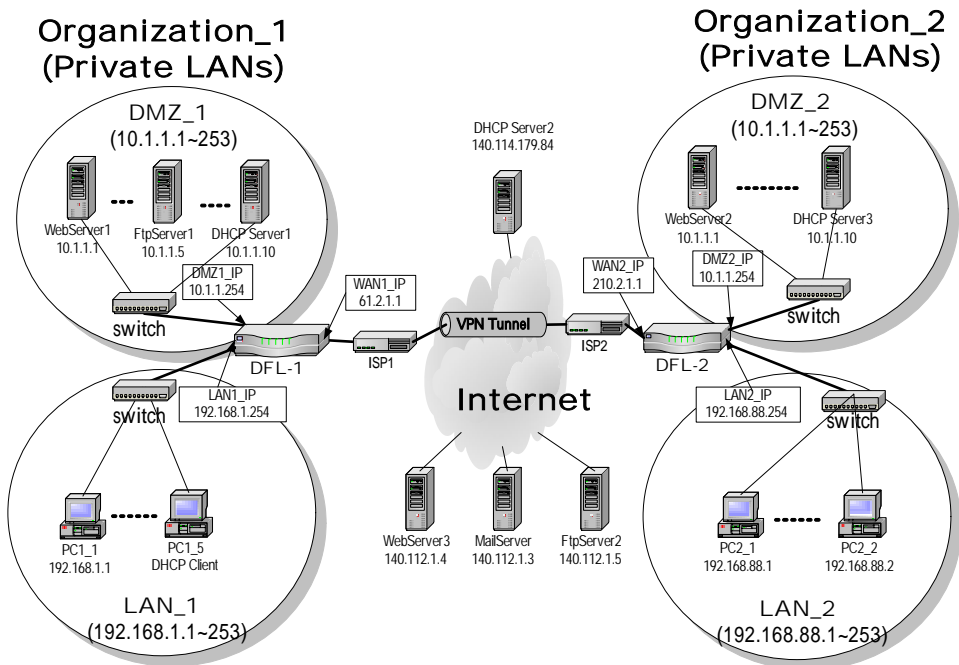 Organization_1
(Private LANs)
Organization_2
(Private LANs)
DMZ_1
(10.1.1.1~253)
WebServer1
10.1.1.1
FtpServer1
10.1.1.5
DHCP Server1
10.1.1.10
DMZ1_IP
10.1.1.254
switch
DHCP Server2
140.114.179.84
DMZ_2
(10.1.1.1~253)
WebServer2
10.1.1.1
DHCP Server3
10.1.1.10
DMZ2_IP
10.1.1.254
switch
WAN1_IP
61.2.1.1
WAN2_IP
210.2.1.1
DFL-1
ISP1
VPN Tunnel
ISP2
DFL-2
Internet
LAN1_IP
192.168.1.254
switch
PC1_1
192.168.1.1
PC1_5
DHCP Client
LAN_1
(192.168.1.1~253)
WebServer3
140.112.1.4
MailServer
140.112.1.3
FtpServer2
140.112.1.5
LAN2_IP
192.168.88.254
switch
PC2_1
192.168.88.1
PC2_2
192.168.88.2
LAN_2
(192.168.88.1~253)